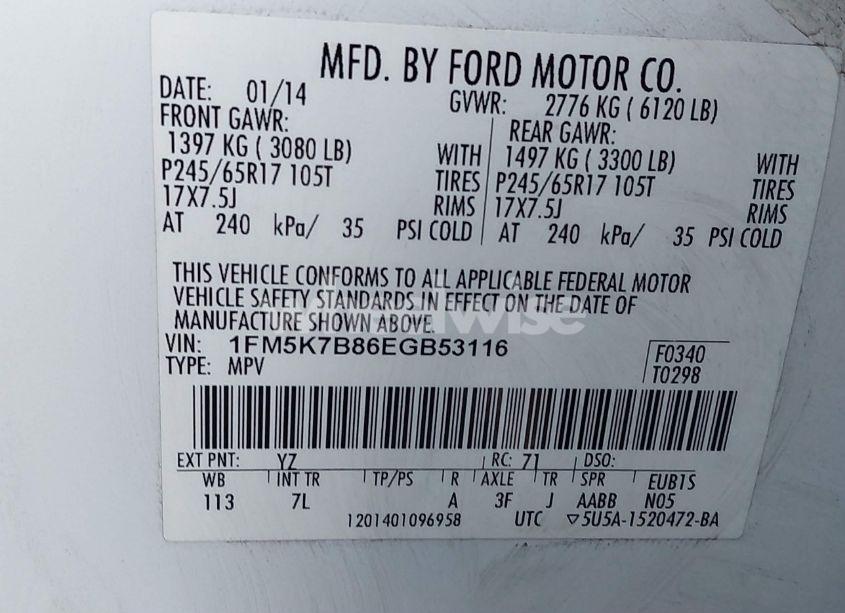 MFD. BY FORD MOTOR CO.
DATE: 01/14 GVWR: 2776 KG ( 6120 LB)
FRONT GAWR: REAR GAWR:
1397 KG ( 3080 LB) WITH 1497 KG ( 3300 LB) WITH
P245/65R17 105T TIRES P245/65R17 105T TIRES
17X7.5J RIMS 17X7.5J RIMS
AT 240 kPa/ 35 PSI COLD AT 240 kPa/ 35 PSI COLD
THIS VEHICLE CONFORMS TO ALL APPLICABLE FEDERAL MOTOR
VEHICLE SAFETY STANDARDS IN EFFECT ON THE DATE OF
MANUFACTURE SHOWN ABOVE.
VIN: 1FM5K7B86EGB53116 F0340
TYPE: MPV T0298
EXT PNT: YZ RC: 71 DSO:
WB INT TR TP/PS R AXLE TR SPR EUB1S
113 7L A 3F J AABB N05
1201401096958 UTC ▽5U5A-1520472-BA